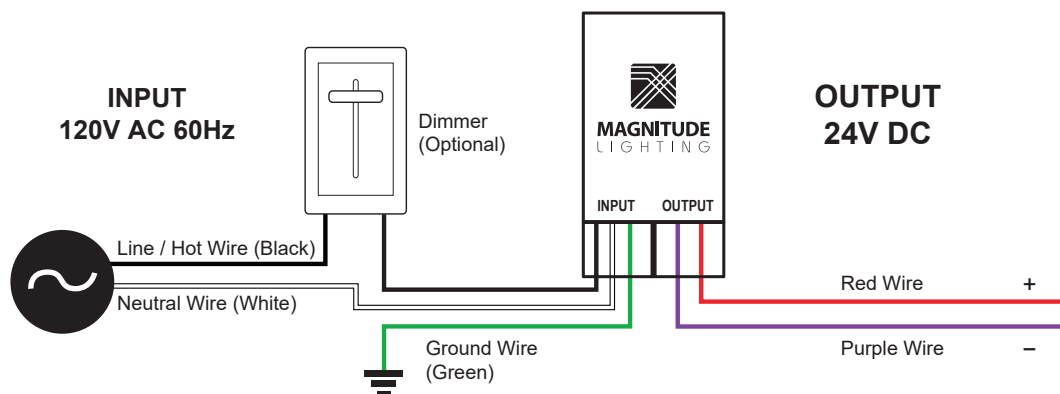 INPUT
120V AC 60Hz
Dimmer
(Optional)
MAGNITUDE
LIGHTING
INPUT OUTPUT
OUTPUT
24V DC
Line / Hot Wire (Black)
Neutral Wire (White)
Ground Wire
(Green)
Red Wire +
Purple Wire −